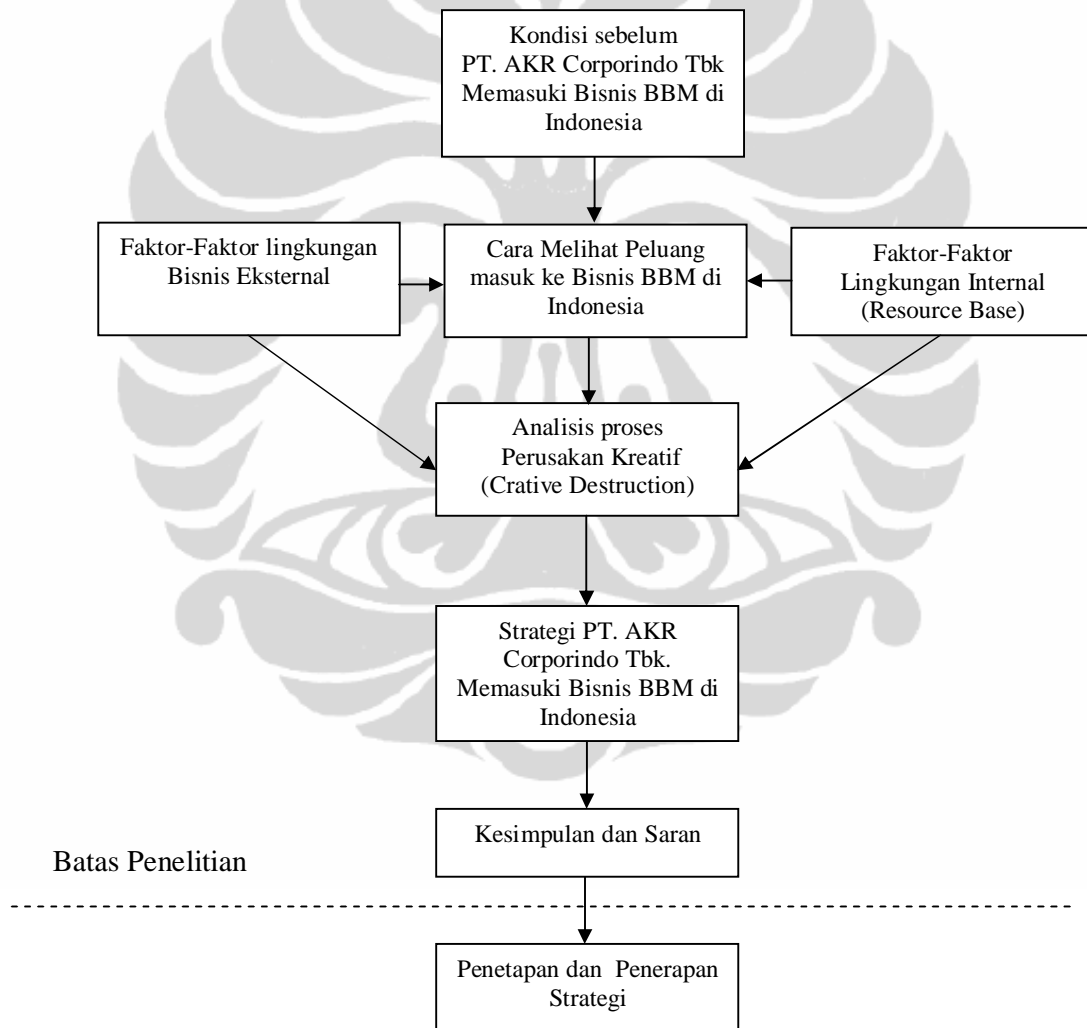 Kondisi sebelum
PT. AKR Corporindo Tbk
Memasuki Bisnis BBM di
Indonesia
Faktor-Faktor lingkungan
Bisnis Eksternal
Cara Melihat Peluang
masuk ke Bisnis BBM di
Indonesia
Faktor-Faktor
Lingkungan Internal
(Resource Base)
Analisis proses
Perusakan Kreatif
(Crative Destruction)
Strategi PT. AKR
Corporindo Tbk.
Memasuki Bisnis BBM di
Indonesia
Kesimpulan dan Saran
Batas Penelitian
Penetapan dan Penerapan
Strategi